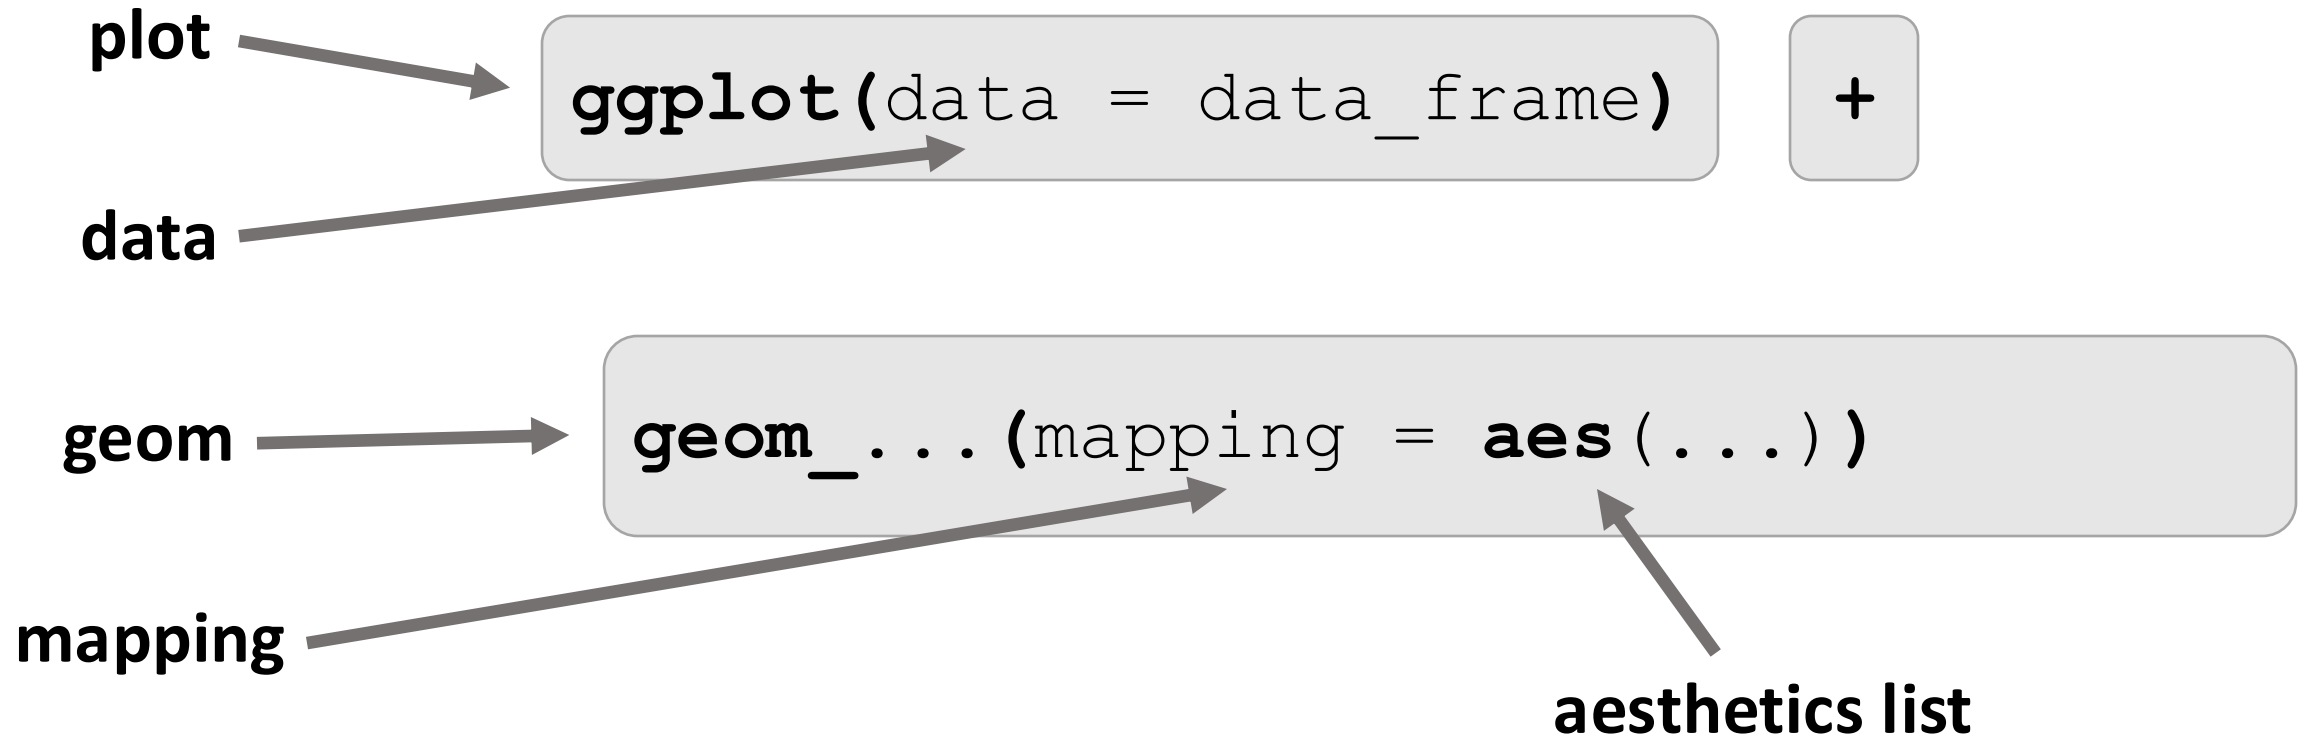 plot
ggplot(data = data_frame) +
data
geom
geom_...(mapping = aes(...))
mapping
aesthetics list